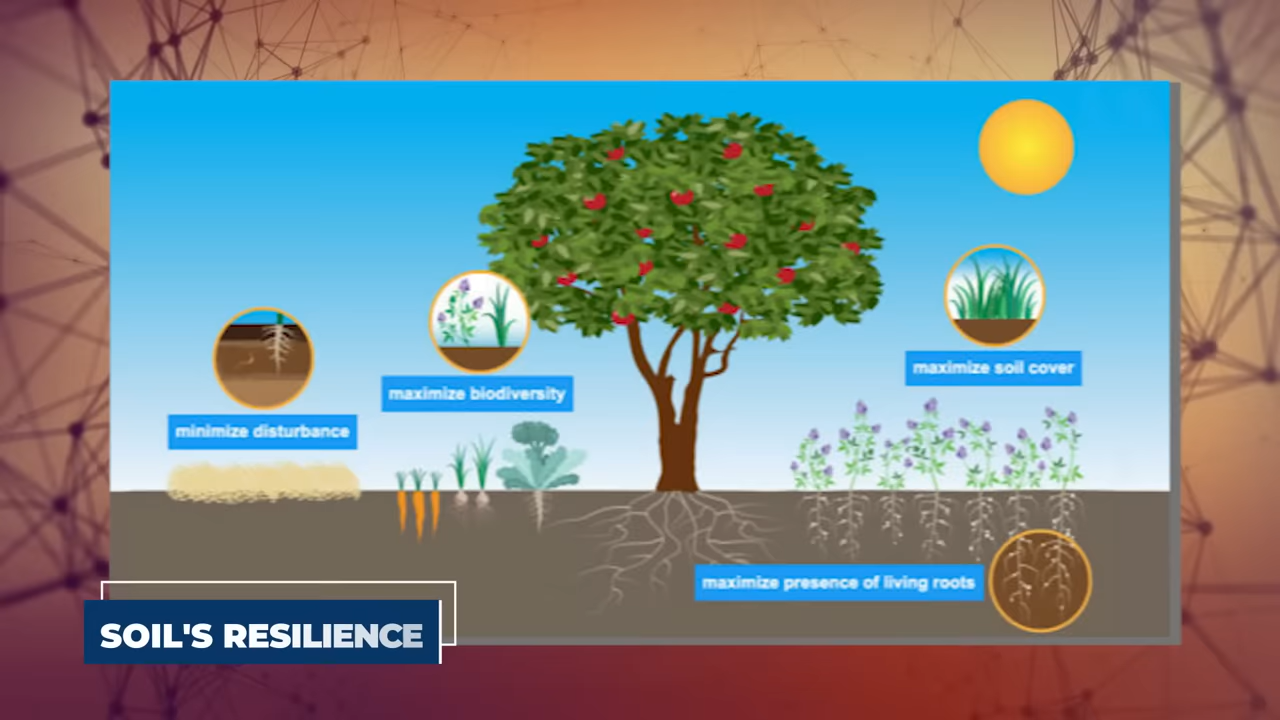 maximize soil cover
maximize biodiversity
minimize disturbance
maximize presence of living roots
SOIL'S RESILIENCE